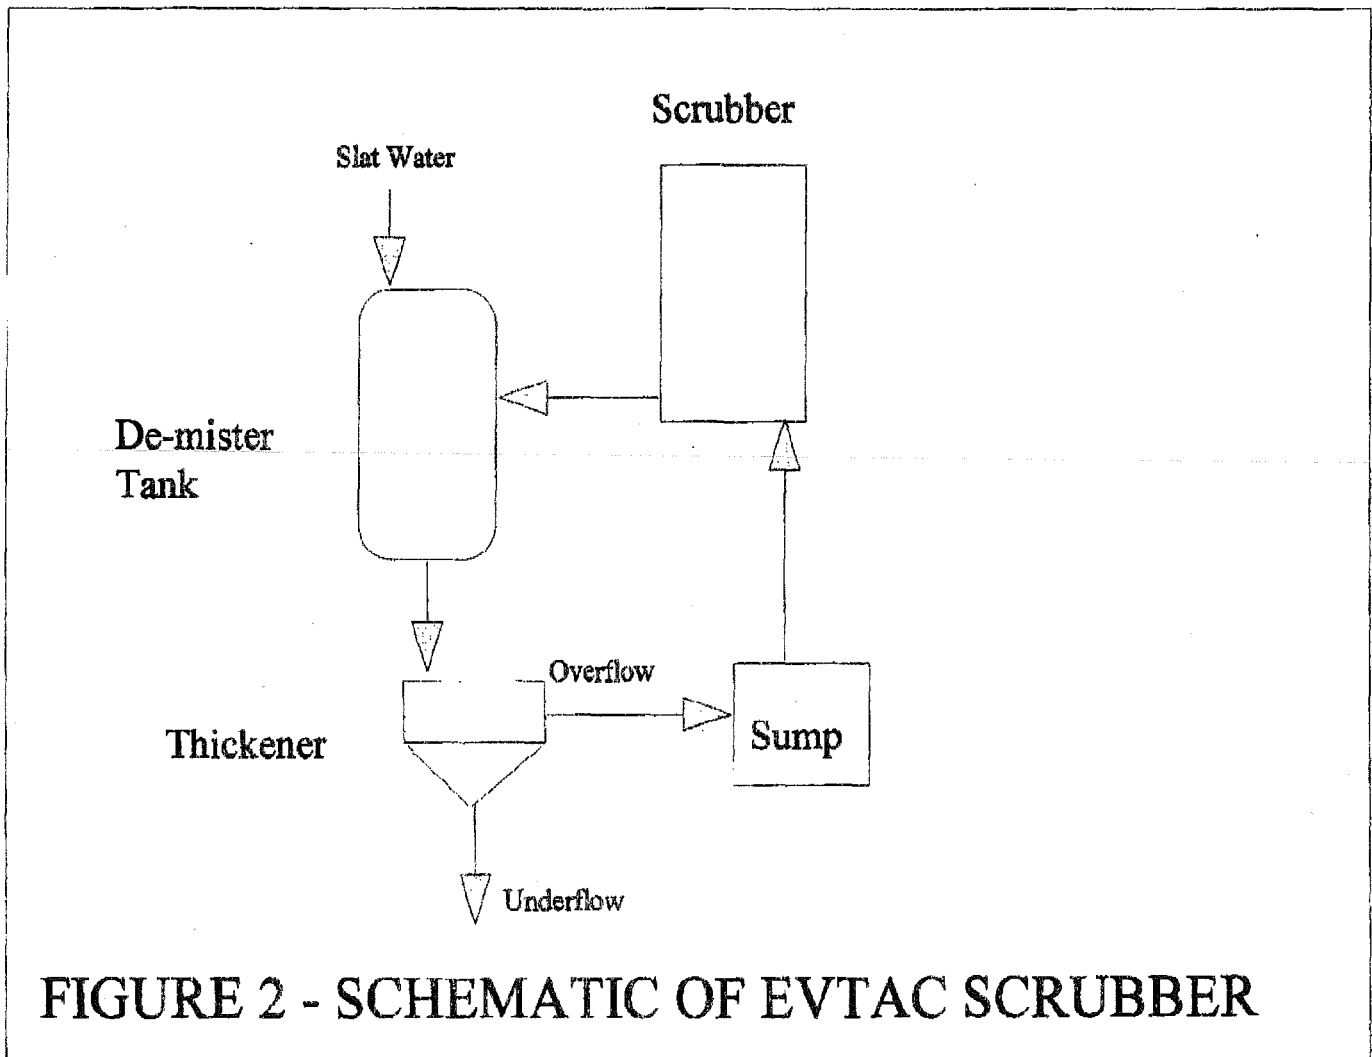 Scrubber
Slat Water
De-mister
Tank
Overflow
Thickener
Sump
Underflow
FIGURE 2 - SCHEMATIC OF EVTAC SCRUBBER